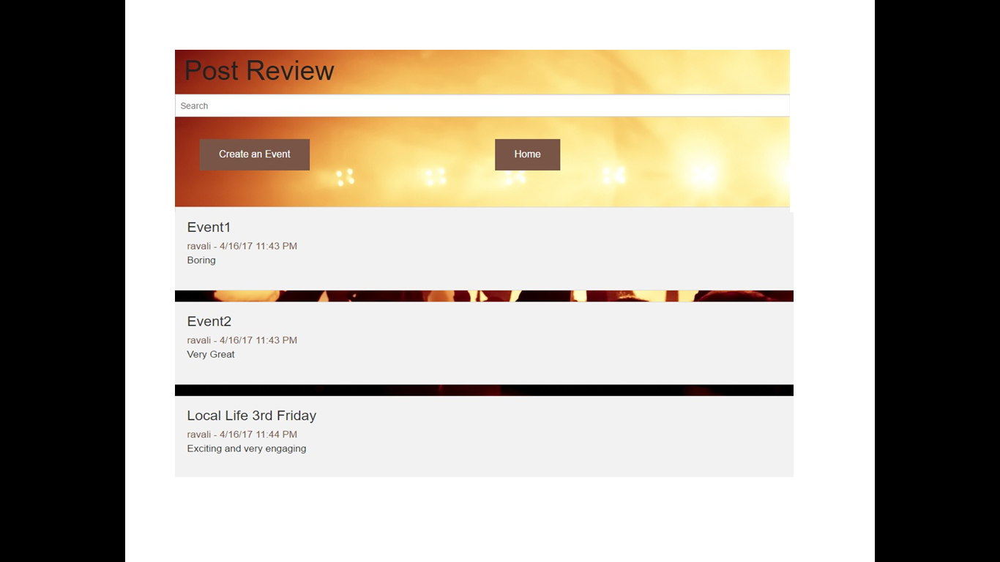 Post Review
Search
Create an Event
Home
Event1
ravali - 4/16/17 11:43 PM
Boring
Event2
ravali - 4/16/17 11:43 PM
Very Great
Local Life 3rd Friday
ravali - 4/16/17 11:44 PM
Exciting and very engaging